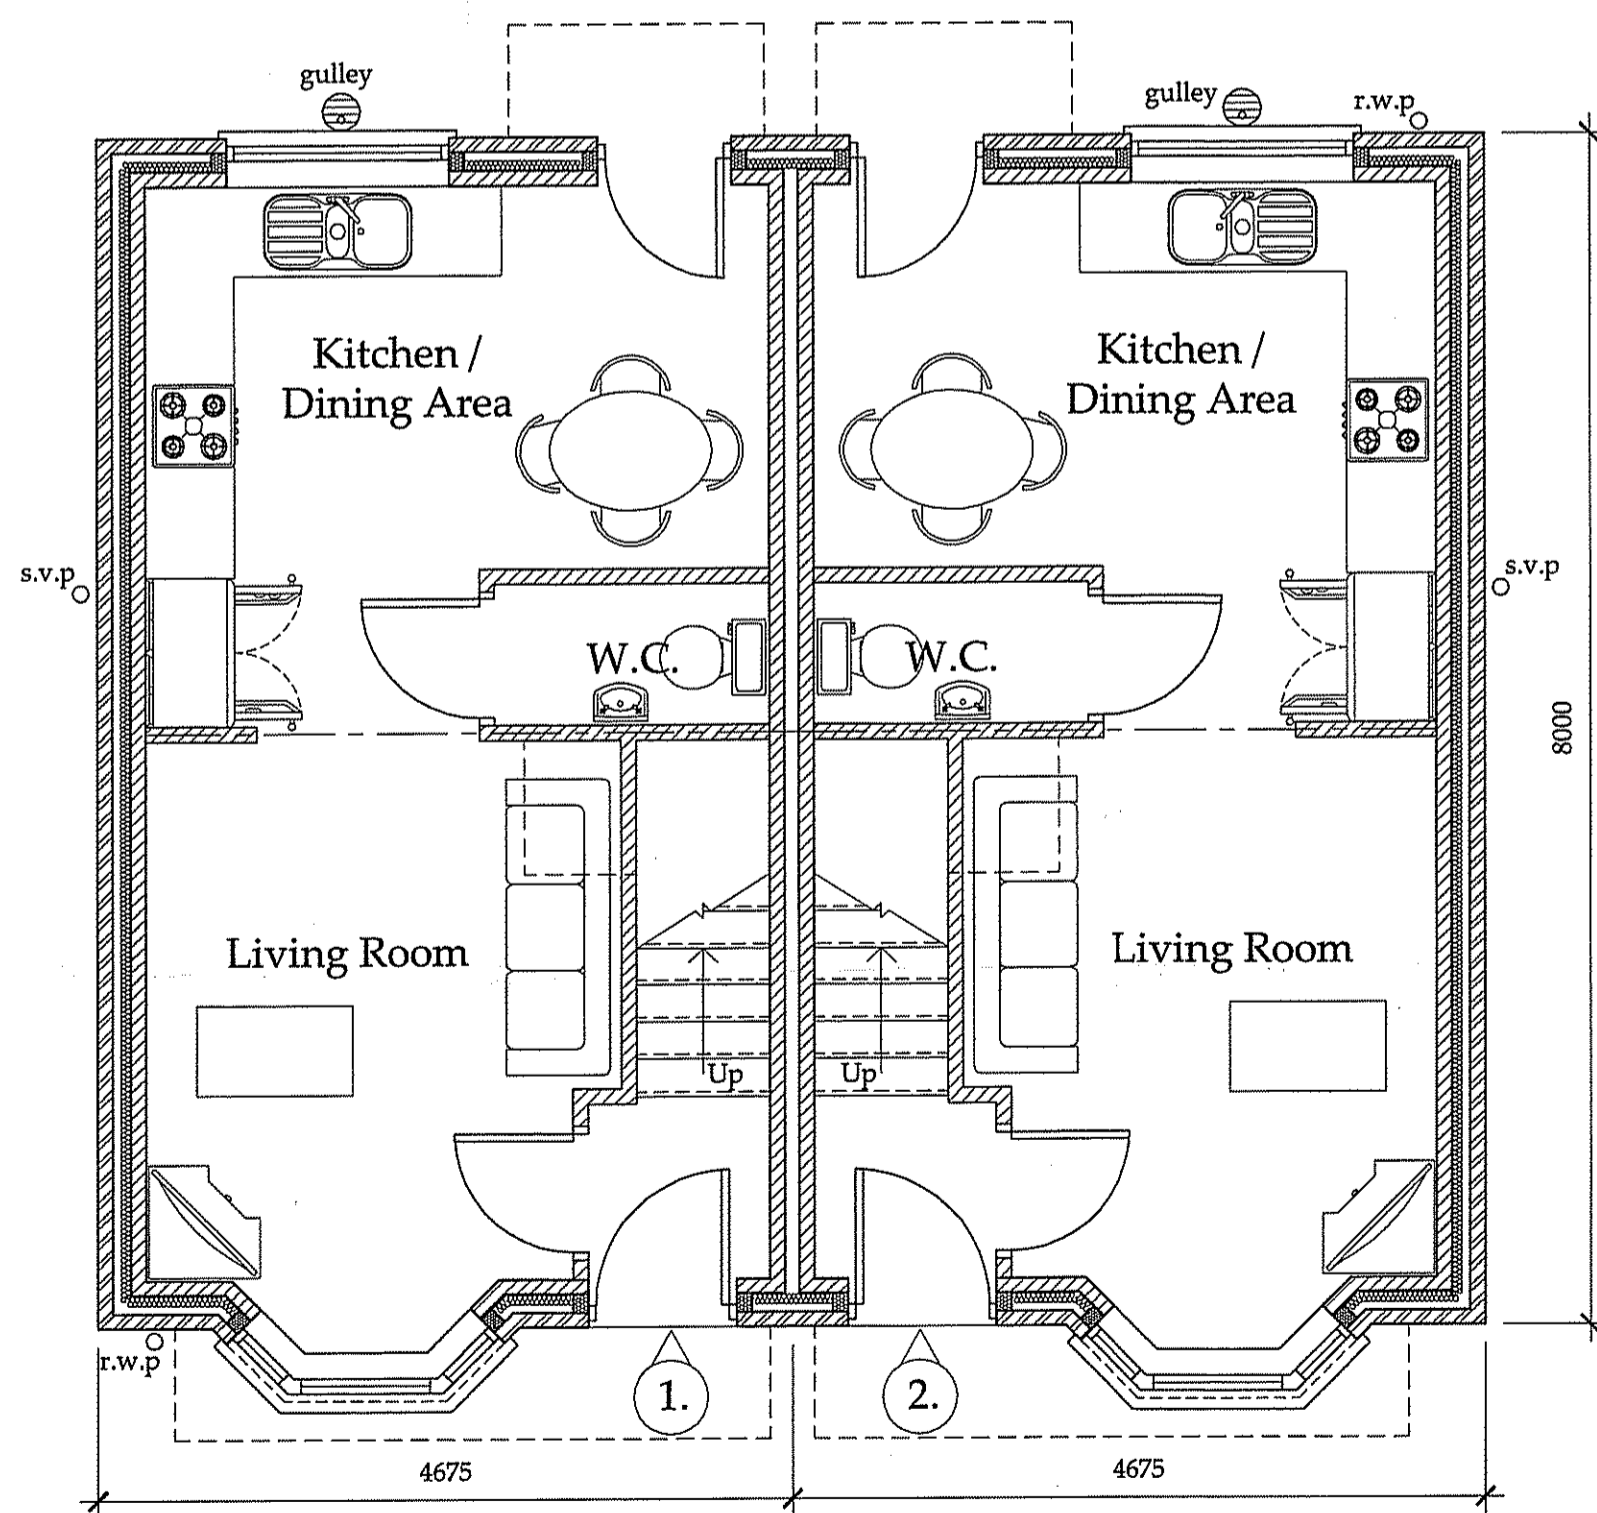 gulley
gulley
r.w.p
Kitchen /
Dining Area
Kitchen /
Dining Area
s.v.p
s.v.p
W.C.
W.C.
8000
Living Room
Living Room
Up
Up
r.w.p
1.
2.
4675
4675